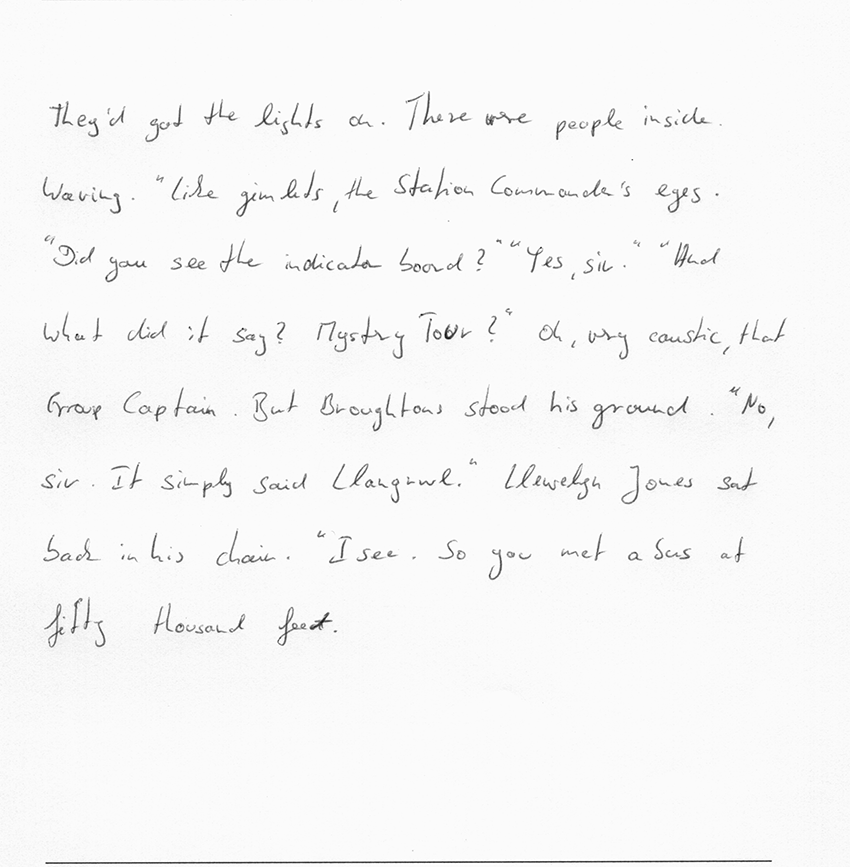 They'd got the lights on. There were people inside.
Waving. "Like gimlets, the Station Commander's eyes.
"Did you see the indicator board?" "Yes, sir." "And
what did it say? Mystry Tour?" Oh, very caustic, that
Group Captain. But Broughtons stood his ground. "No,
sir. It simply said Llangrwl." Llewelyn Jones sat
back in his chair. "I see. So you met a bus at
fifty thousand feet.